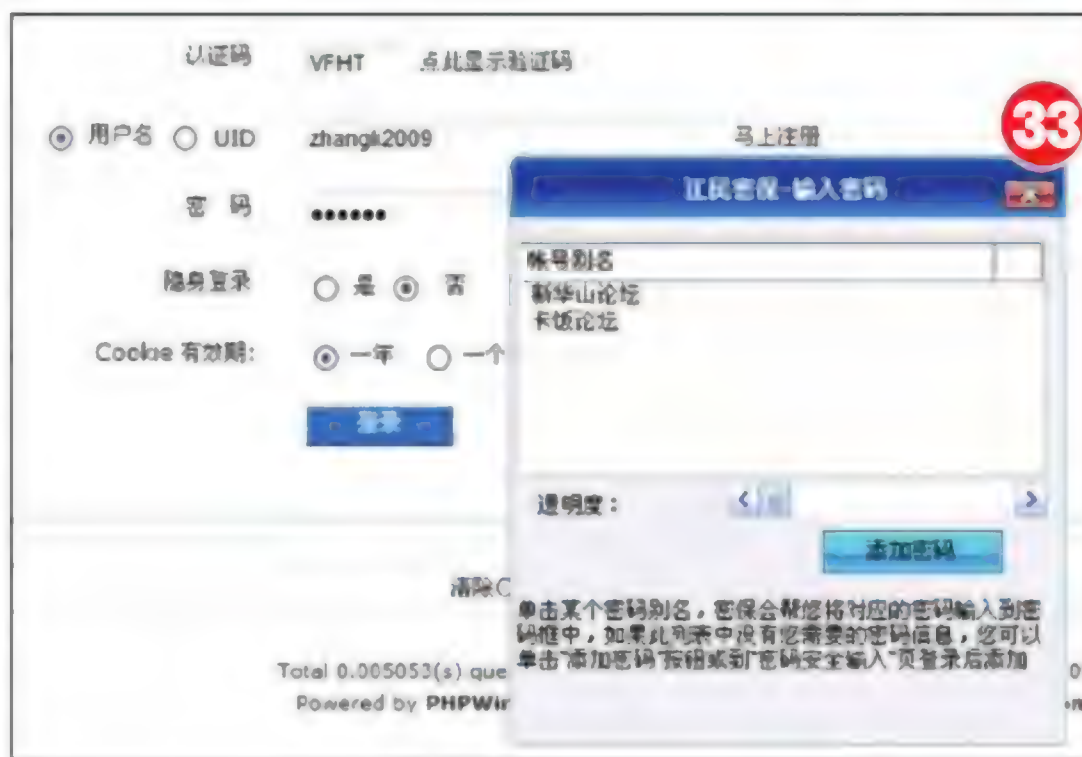 认证码 VFHT 点此显示验证码
33
用户名 UID zhangk2009 马上注册
江民密保-输入密码
密 码 ●●●●●●
帐号别名
隐身登录 是 否
新华山论坛
卡饭论坛
Cookie 有效期: 一年 一个
登录
透明度：
添加密码
清除C
单击某个密码别名，密保会帮您将对应的密码输入到密
码框中，如果此列表中没有您需要的密码信息，您可以
单击"添加密码"按钮或到"密码安全输入"页登录后添加
Total 0.005053(s) que
Powered by PHPWin